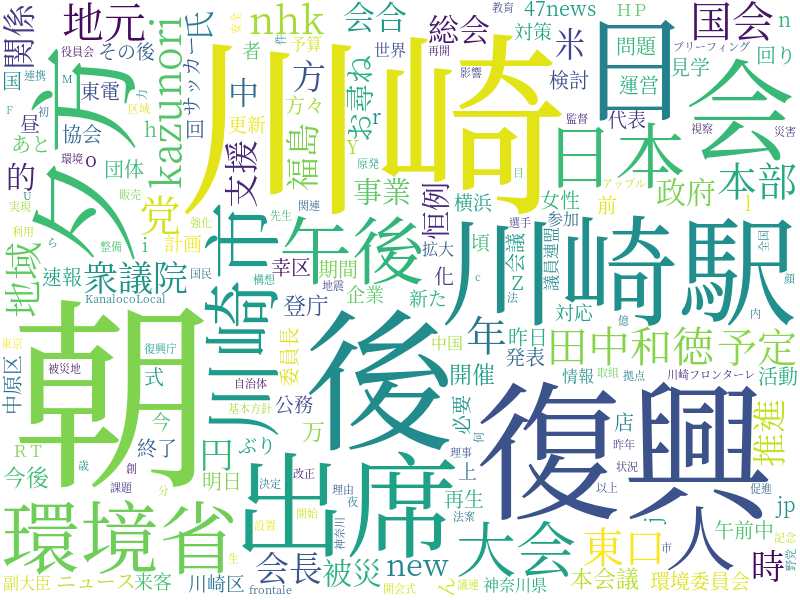 川崎
朝
復興
後
川崎駅
出席
環境省
川崎市
午後
夕方
日
会
日本
人
大会
田中和徳
予定
東口
推進
nhk
kazunori
国会
本部
政府
地元
関係
党
的
地域
衆議院
支援
福島
事業
総会
会合
お尋ね
米
方
中
氏
恒例
年
時
new
会長
被災
円
昼
東電
協会
あと
団体
その後
サッカー
者
回
更新
方々
予算
世界
対策
47news
問題
運営
検討
代表
見学
回り
HP
n
ブリーフィング
教育
再開
影響
監督
視察
災害
女性
横浜
参加
前
l
議員連盟
会議
Z
頃
拡大
化
新た
企業
期間
幸区
登庁
計画
速報
KanalocoLocal
i
h
o
r
Y
国
連携
役員会
安全
件
区域
初
環境
実現
販売
利用
整備
強化
国民
先生
関連
原発
地震
構想
選手
アップル
目
法
c
対応
昨日
発表
全国
顔
内
億
中国
委員長
開催
情報
拠点
川崎フロンターレ
活動
店
昨年
取組
必要
何
理事
状況
以上
促進
市
記念
野党
午前中
jp
j
本会議
環境委員会
神奈川県
ん
議連
法案
再生
上
万
ぶり
公務
自治体
基本方針
改正
決定
理由
夜
開始
神奈川
設置
開会式
frontale
川崎区
来客
ニュース
副大臣
今後
終了
明日
今
RT
式
中原区
東京
被災地
復興庁
歳
創
課題
分
生